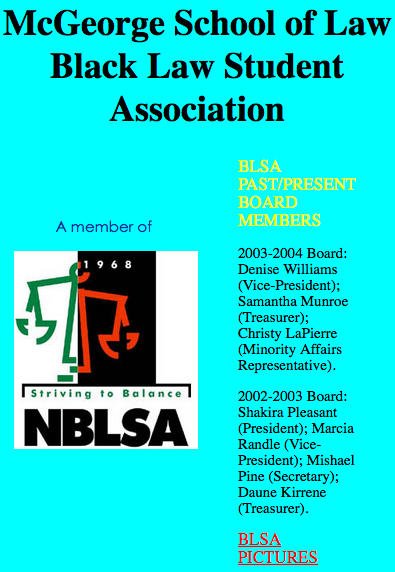 McGeorge School of Law
Black Law Student
Association
A member of
1968
Striving to Balance
NBLSA
BLSA
PAST/PRESENT
BOARD
MEMBERS
2003-2004 Board:
Denise Williams
(Vice-President);
Samantha Munroe
(Treasurer);
Christy LaPierre
(Minority Affairs
Representative).
2002-2003 Board:
Shakira Pleasant
(President); Marcia
Randle (Vice-
President); Mishael
Pine (Secretary);
Daune Kirrene
(Treasurer).
BLSA
PICTURES